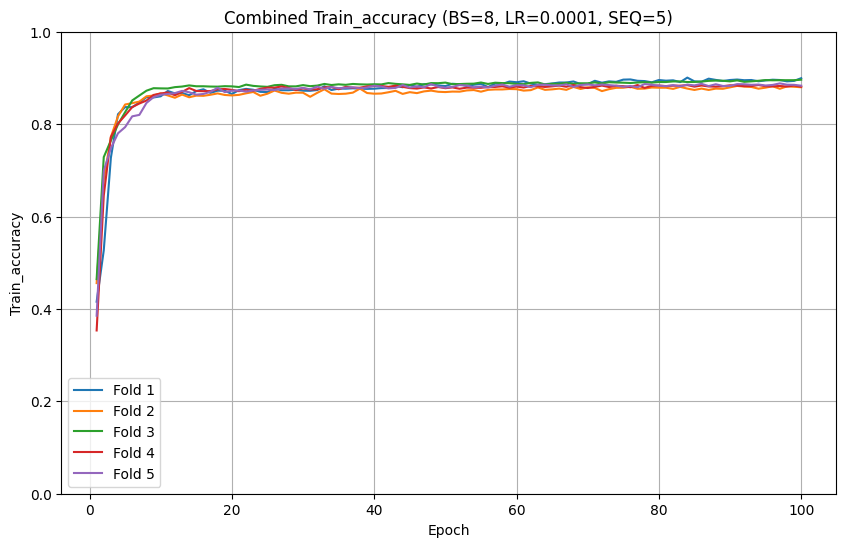 Combined Train_accuracy (BS=8, LR=0.0001, SEQ=5)
Train_accuracy
1.0
0.8
0.6
0.4
0.2
0.0
Fold 1
Fold 2
Fold 3
Fold 4
Fold 5
0 20 40 60 80 100
Epoch